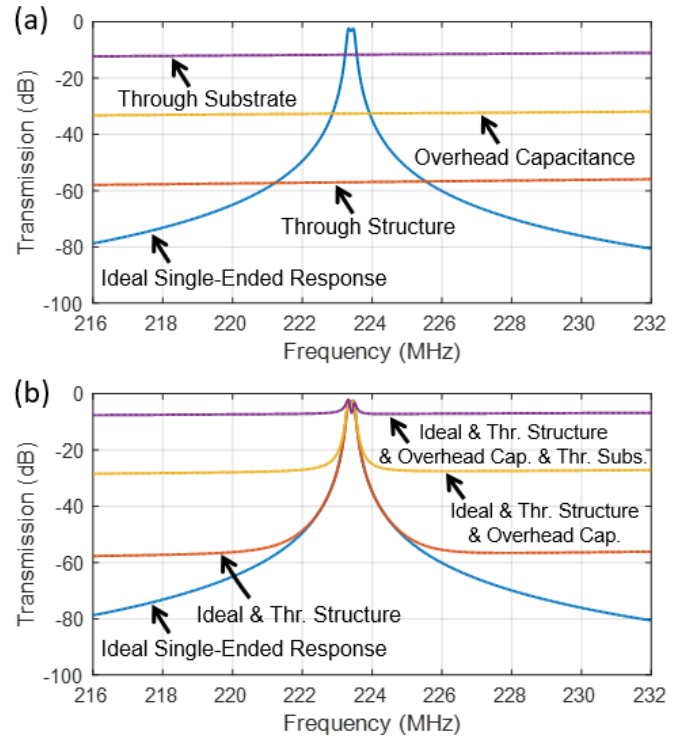 (a)
Transmission (dB)
0
-20
-40
-60
-80
-100
Through Substrate
Overhead Capacitance
Through Structure
Ideal Single-Ended Response
216 218 220 222 224 226 228 230 232
Frequency (MHz)
(b)
Transmission (dB)
0
-20
-40
-60
-80
-100
Ideal & Thr. Structure
& Overhead Cap. & Thr. Subs.
Ideal & Thr. Structure
& Overhead Cap.
Ideal & Thr. Structure
Ideal Single-Ended Response
216 218 220 222 224 226 228 230 232
Frequency (MHz)